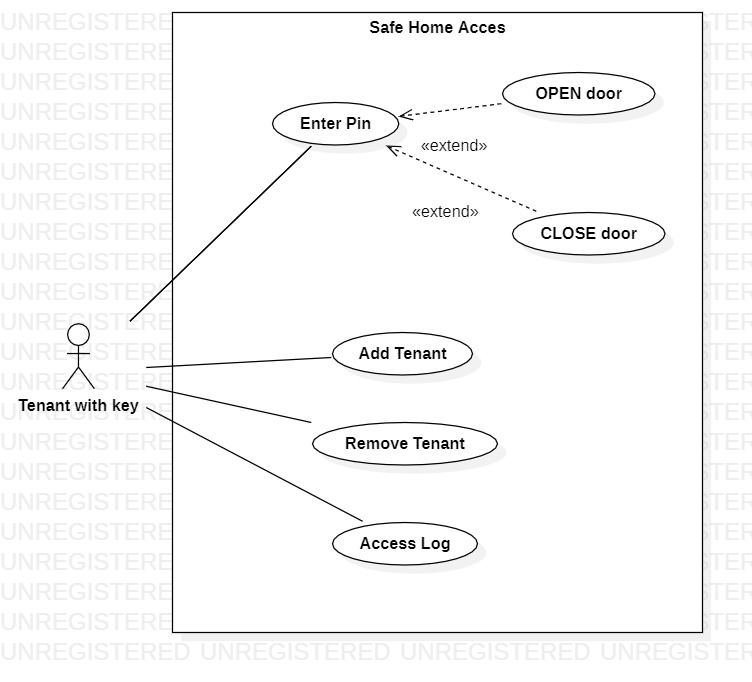 Safe Home Acces
OPEN door
Enter Pin
«extend»
«extend»
CLOSE door
Add Tenant
Tenant with key
Remove Tenant
Access Log
UNREGISTERED UNREGISTERED UNREGISTERED UNREGISTERED